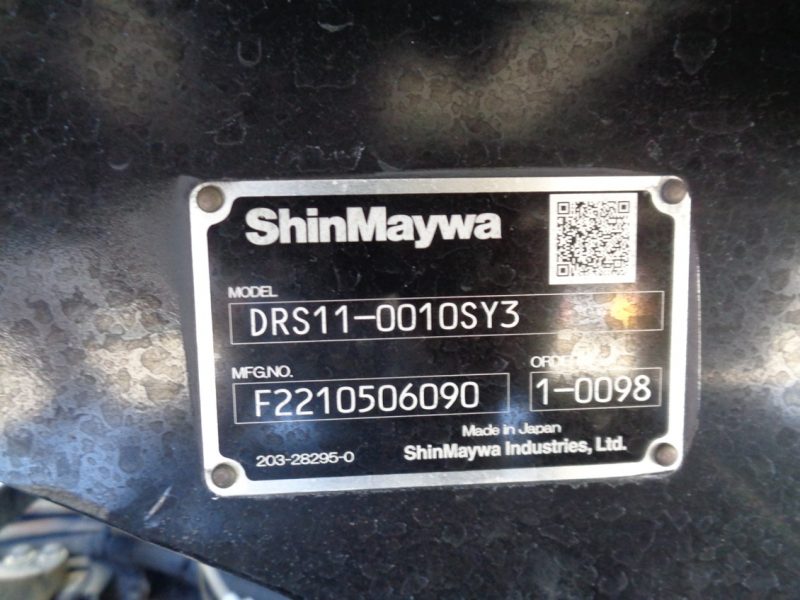 ShinMaywa
MODEL
DRS11-0010SY3
MFG.NO.
F2210506090
1-0098
Made in Japan
203-28295-0
ShinMaywa Industries, Ltd.